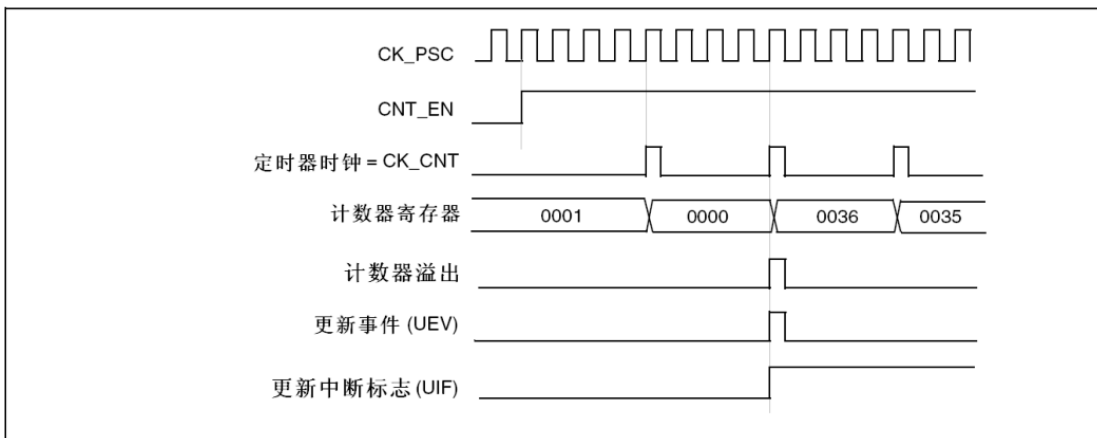 CK_PSC
CNT_EN
定时器时钟 = CK_CNT
计数器寄存器 0001 0000 0036 0035
计数器溢出
更新事件 (UEV)
更新中断标志 (UIF)